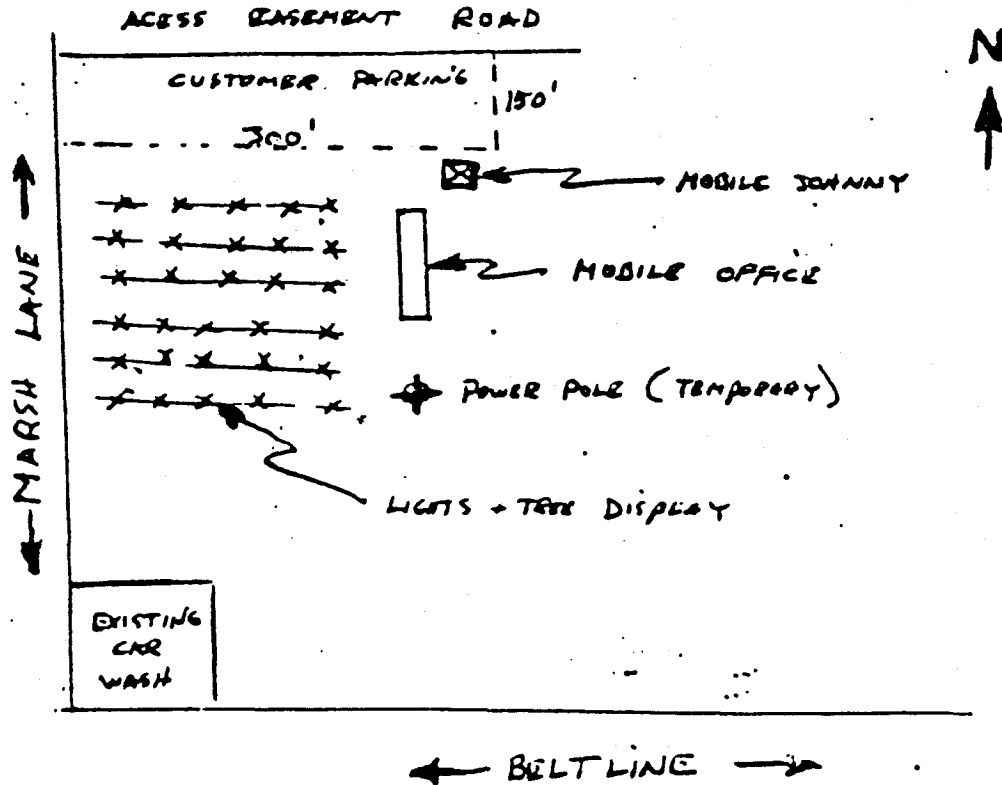 ACESS EASEMENT ROAD
N
CUSTOMER PARKING
150'
300'
MOBILE JOHNNY
MOBILE OFFICE
MARSH LANE
POWER POLE (TEMPORARY)
LIGHTS + TREE DISPLAY
EXISTING
CAR
WASH
BELTLINE